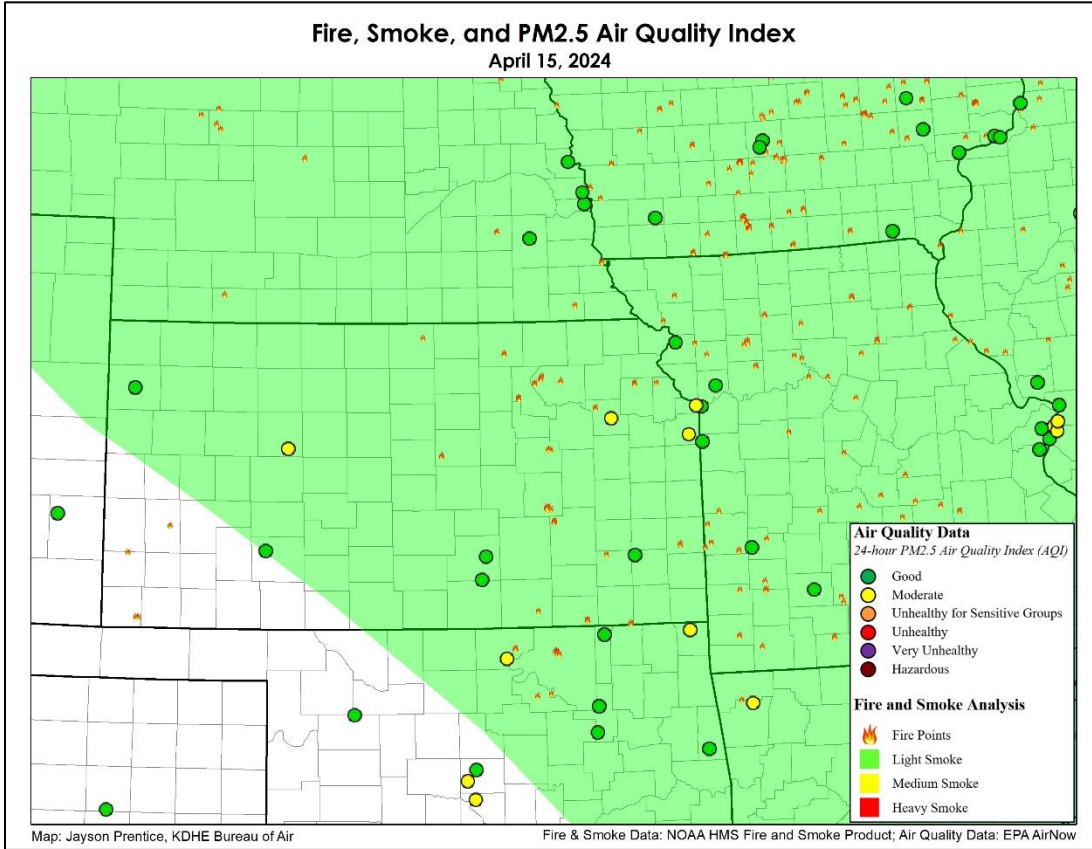 Fire, Smoke, and PM2.5 Air Quality Index
April 15, 2024
Air Quality Data
24-hour PM2.5 Air Quality Index (AQI)
Good
Moderate
Unhealthy for Sensitive Groups
Unhealthy
Very Unhealthy
Hazardous
Fire and Smoke Analysis
Fire Points
Light Smoke
Medium Smoke
Heavy Smoke
Map: Jayson Prentice, KDHE Bureau of Air
Fire & Smoke Data: NOAA HMS Fire and Smoke Product; Air Quality Data: EPA AirNow